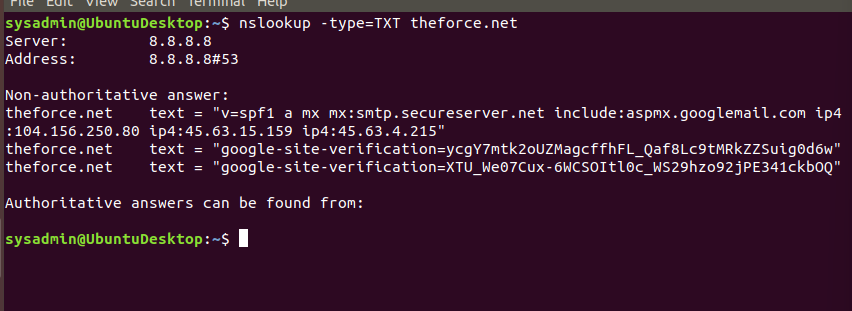 File Edit View Search Terminal Help
sysadmin@UbuntuDesktop:~$ nslookup -type=TXT theforce.net
Server:         8.8.8.8
Address:        8.8.8.8#53
Non-authoritative answer:
theforce.net    text = "v=spf1 a mx mx:smtp.secureserver.net include:aspmx.googlemail.com ip4
:104.156.250.80 ip4:45.63.15.159 ip4:45.63.4.215"
theforce.net    text = "google-site-verification=ycgY7mtk2oUZMagcffhFL_Qaf8Lc9tMRkZZSuig0d6w"
theforce.net    text = "google-site-verification=XTU_We07Cux-6WCSOItl0c_WS29hzo92jPE341ckbOQ"
Authoritative answers can be found from:
sysadmin@UbuntuDesktop:~$